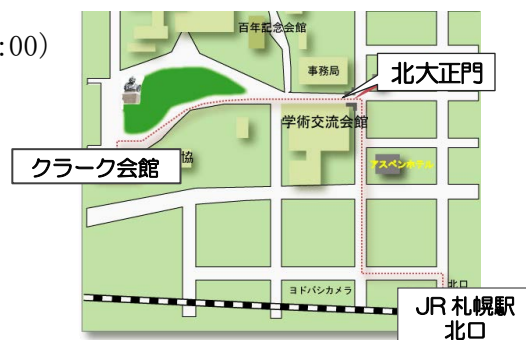 :00)
百年記念会館
事務局
北大正門
学術交流会館
クラーク会館
協
アスペンホテル
ヨドバシカメラ
北口
JR 札幌駅
北口